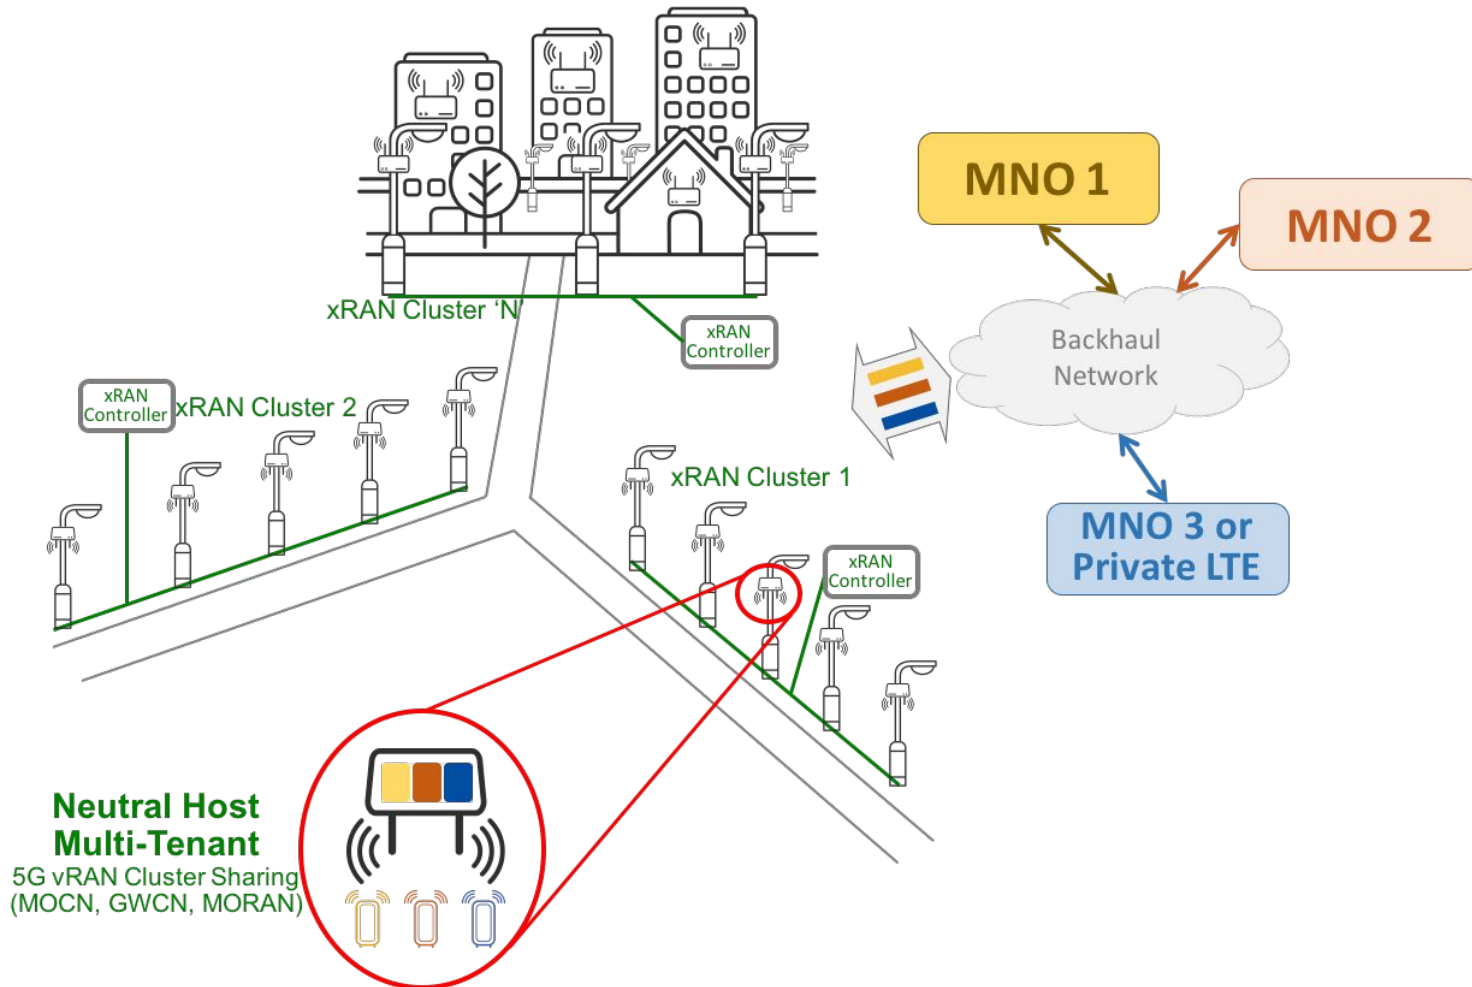 MNO 1
MNO 2
xRAN Cluster ‘N’
xRAN
Controller
Backhaul
Network
xRAN
Controller
xRAN Cluster 2
xRAN Cluster 1
MNO 3 or
Private LTE
xRAN
Controller
Neutral Host
Multi-Tenant
5G vRAN Cluster Sharing
(MOCN, GWCN, MORAN)